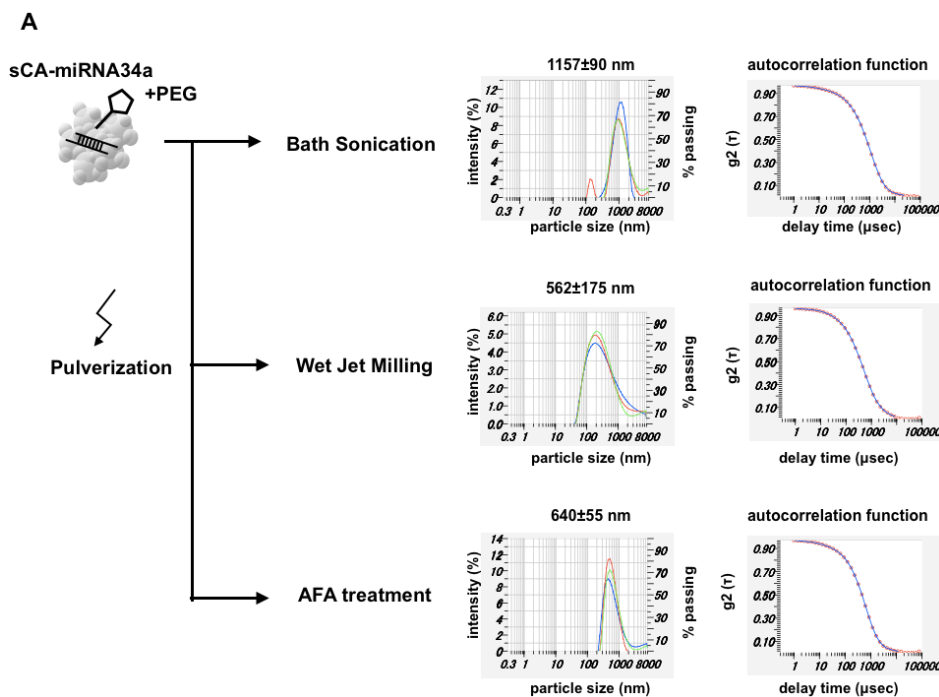 A
sCA-miRNA34a
+PEG
Pulverization
Bath Sonication
1157±90 nm
intensity (%)
12
10
8
6
4
2
0
90
70
50
30
10
% passing
0.3 1 10 100 1000 8000
particle size (nm)
autocorrelation function
g2 (τ)
0.90
0.70
0.50
0.30
0.10
1 10 100 1000 100000
delay time (μsec)
Wet Jet Milling
562±175 nm
intensity (%)
6.0
5.0
4.0
3.0
2.0
1.0
0.0
90
70
50
30
10
% passing
0.3 1 10 100 1000 8000
particle size (nm)
autocorrelation function
g2 (τ)
0.90
0.70
0.50
0.30
0.10
1 10 100 1000 100000
delay time (μsec)
AFA treatment
640±55 nm
intensity (%)
14
12
10
8
6
4
2
0
90
70
50
30
10
% passing
0.3 1 10 100 1000 8000
particle size (nm)
autocorrelation function
g2 (τ)
0.90
0.70
0.50
0.30
0.10
1 10 100 1000 100000
delay time (μsec)